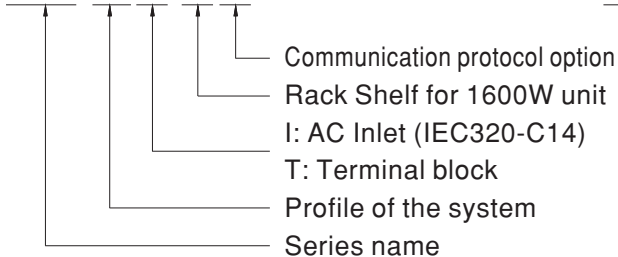 Communication protocol option
Rack Shelf for 1600W unit
I: AC Inlet (IEC320-C14)
T: Terminal block
Profile of the system
Series name